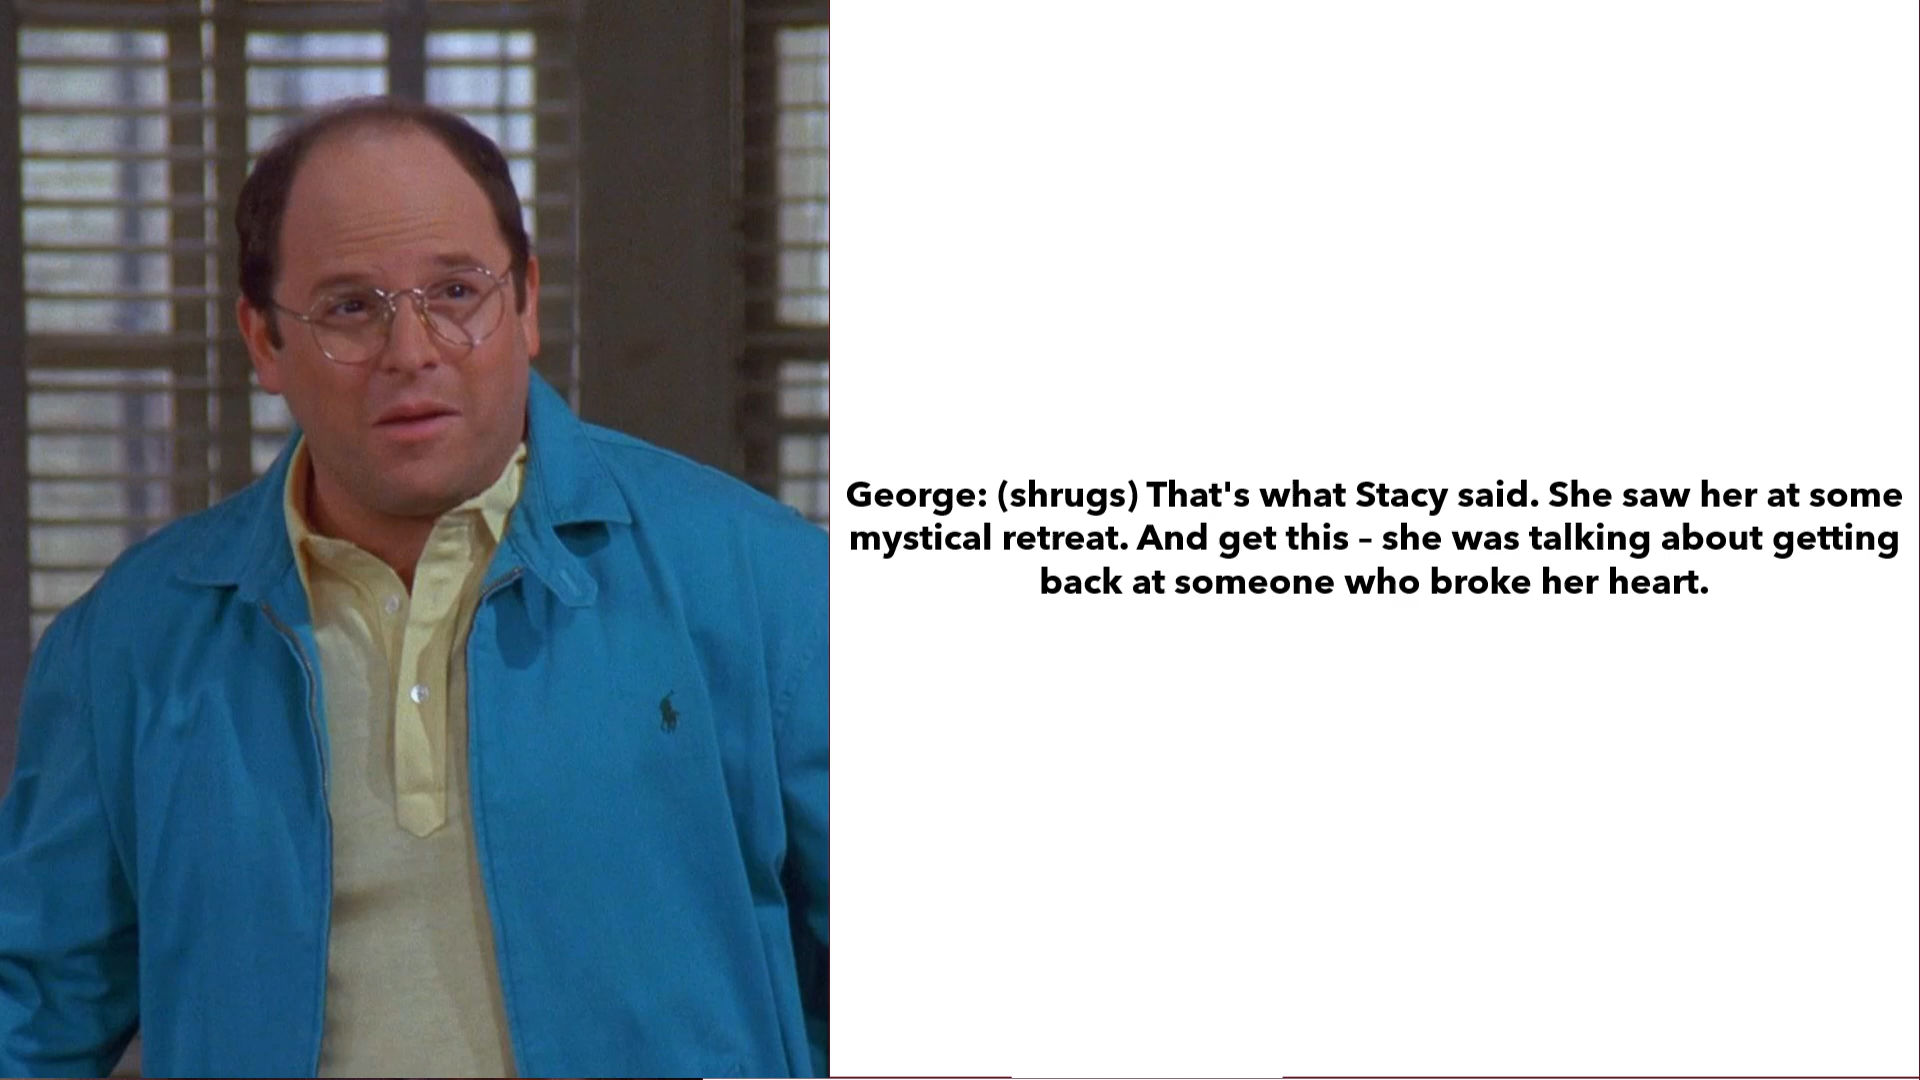 George: (shrugs) That's what Stacy said. She saw her at some
mystical retreat. And get this – she was talking about getting
back at someone who broke her heart.